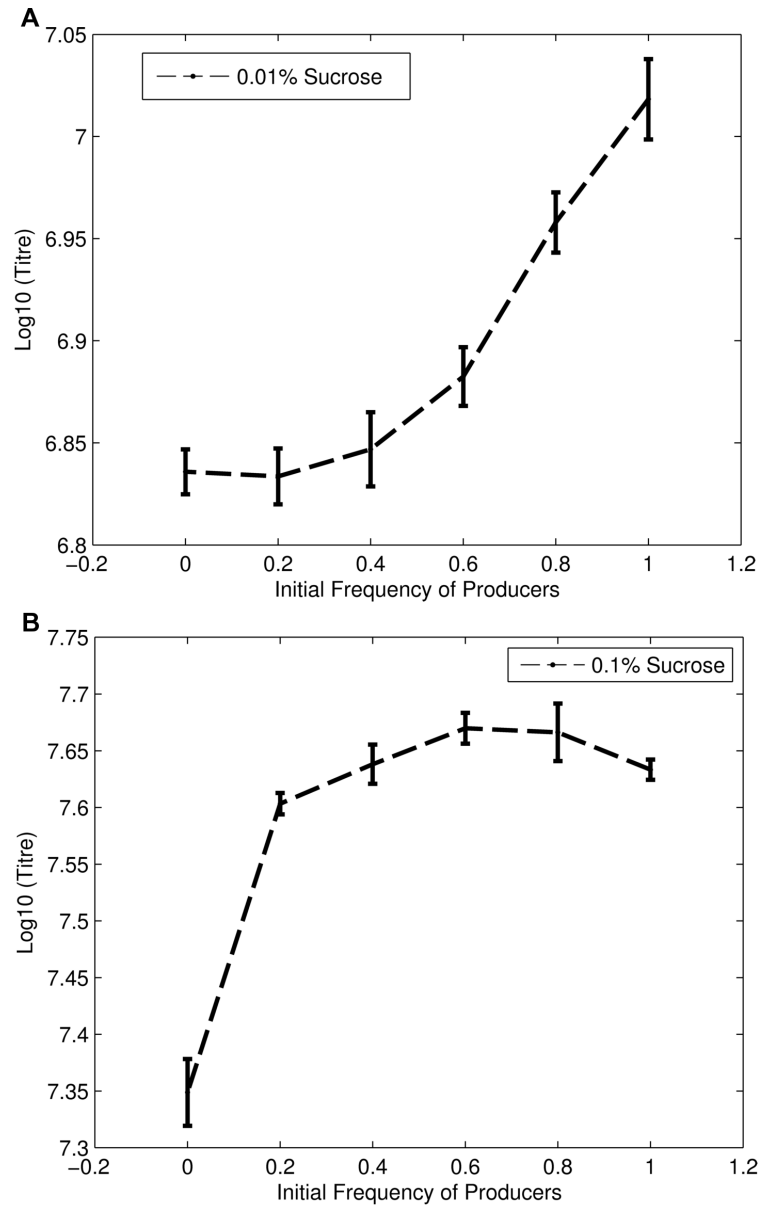 A
7.05
0.01% Sucrose
7
6.95
Log10 (Titre)
6.9
6.85
6.8
−0.2 0 0.2 0.4 0.6 0.8 1 1.2
Initial Frequency of Producers
B
7.75
0.1% Sucrose
7.7
7.65
7.6
7.55
Log10 (Titre)
7.5
7.45
7.4
7.35
7.3
−0.2 0 0.2 0.4 0.6 0.8 1 1.2
Initial Frequency of Producers